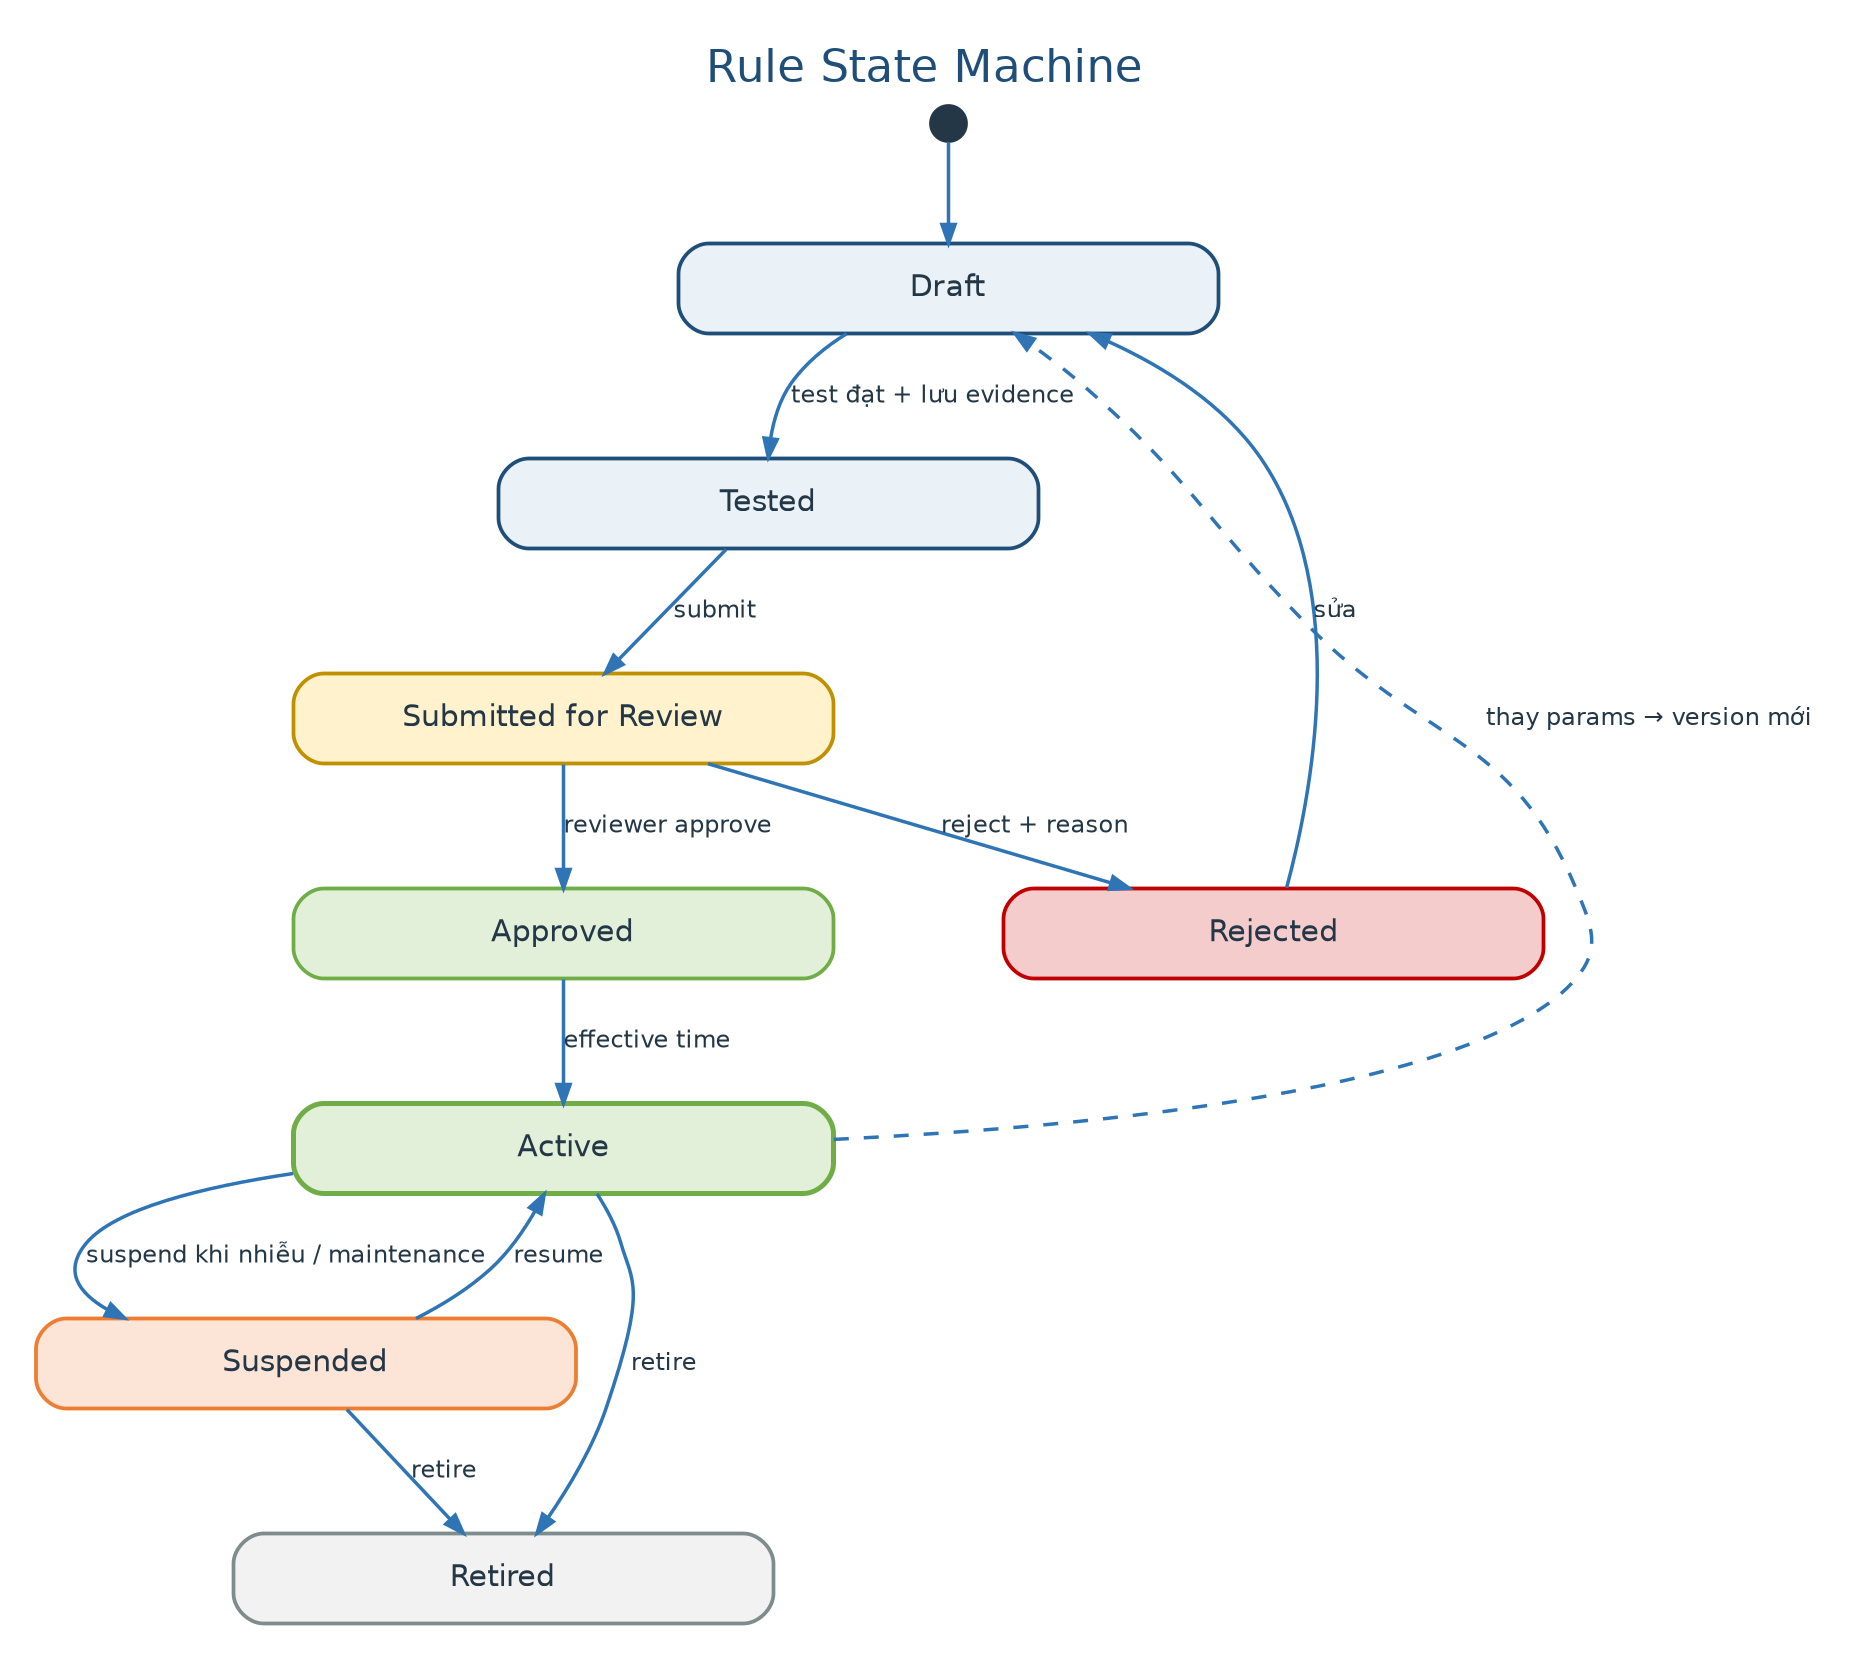 Rule State Machine
Draft
test đạt + lưu evidence
Tested
submit
sửa
Submitted for Review
thay params → version mới
reviewer approve
reject + reason
Approved
Rejected
effective time
Active
suspend khi nhiễu / maintenance
resume
Suspended
retire
retire
Retired